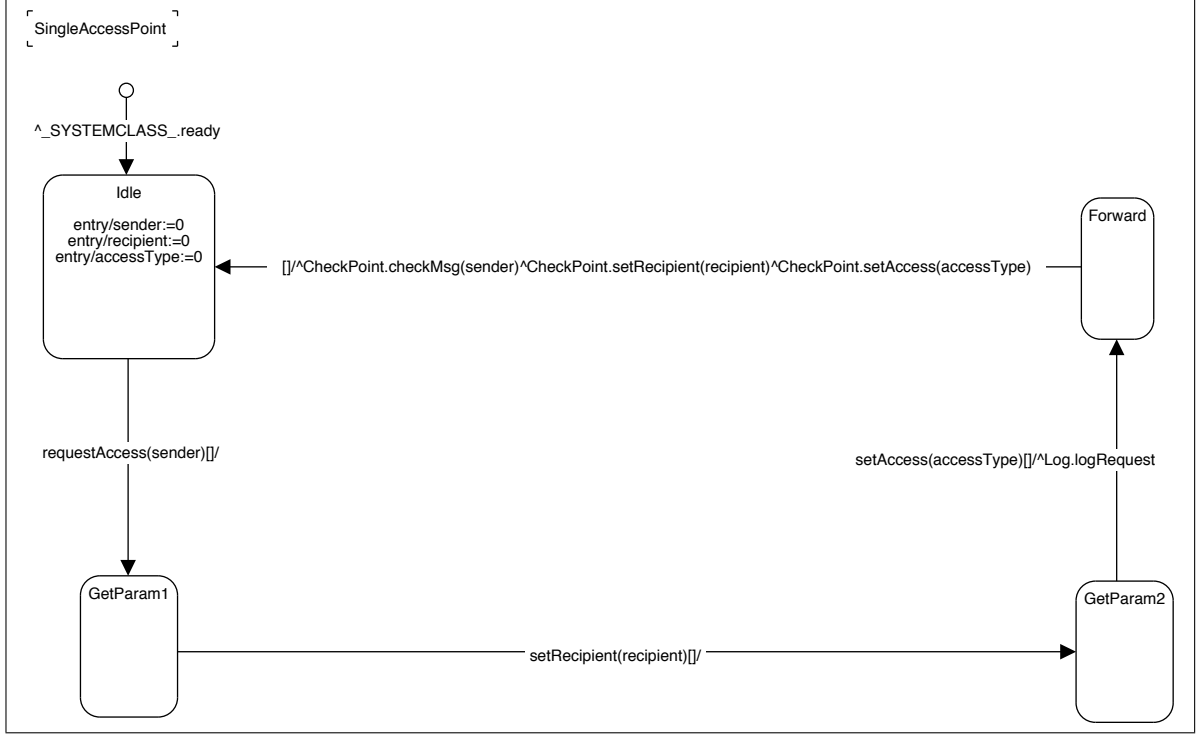 SingleAccessPoint
^_SYSTEMCLASS_.ready
Idle
entry/sender:=0
entry/recipient:=0
entry/accessType:=0
Forward
[]/^CheckPoint.checkMsg(sender)^CheckPoint.setRecipient(recipient)^CheckPoint.setAccess(accessType)
requestAccess(sender)[]/
setAccess(accessType)[]/^Log.logRequest
GetParam1
GetParam2
setRecipient(recipient)[]/